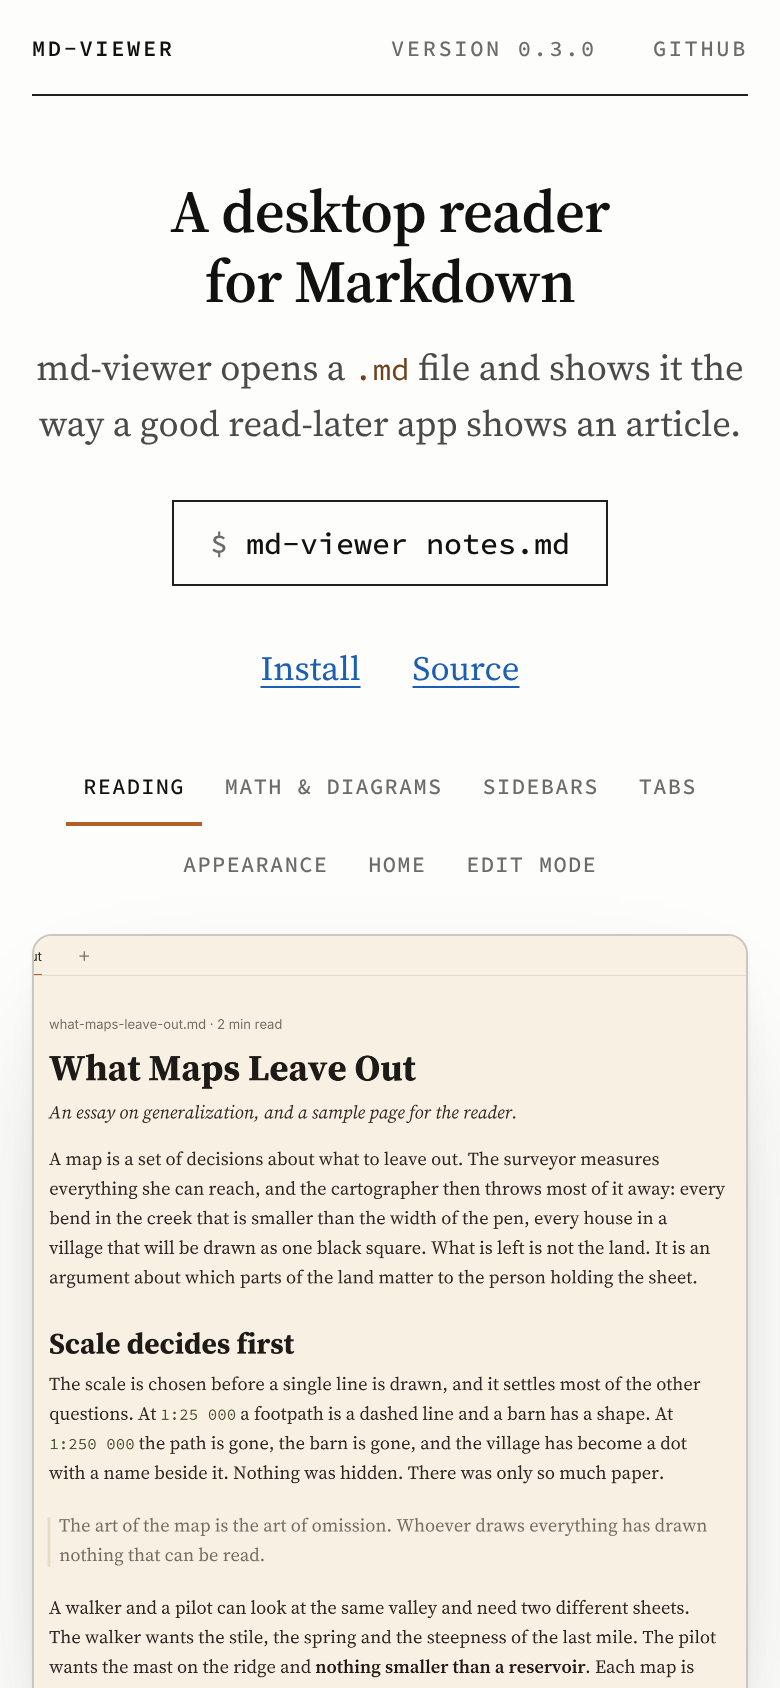 MD-VIEWER VERSION 0.3.0 GITHUB
A desktop reader
for Markdown
md-viewer opens a .md file and shows it the
way a good read-later app shows an article.
$ md-viewer notes.md
Install Source
READING MATH & DIAGRAMS SIDEBARS TABS
APPEARANCE HOME EDIT MODE
ut +
what-maps-leave-out.md · 2 min read
What Maps Leave Out
An essay on generalization, and a sample page for the reader.
A map is a set of decisions about what to leave out. The surveyor measures
everything she can reach, and the cartographer then throws most of it away: every
bend in the creek that is smaller than the width of the pen, every house in a
village that will be drawn as one black square. What is left is not the land. It is an
argument about which parts of the land matter to the person holding the sheet.
Scale decides first
The scale is chosen before a single line is drawn, and it settles most of the other
questions. At 1:25 000 a footpath is a dashed line and a barn has a shape. At
1:250 000 the path is gone, the barn is gone, and the village has become a dot
with a name beside it. Nothing was hidden. There was only so much paper.
The art of the map is the art of omission. Whoever draws everything has drawn
nothing that can be read.
A walker and a pilot can look at the same valley and need two different sheets.
The walker wants the stile, the spring and the steepness of the last mile. The pilot
wants the mast on the ridge and nothing smaller than a reservoir. Each map is